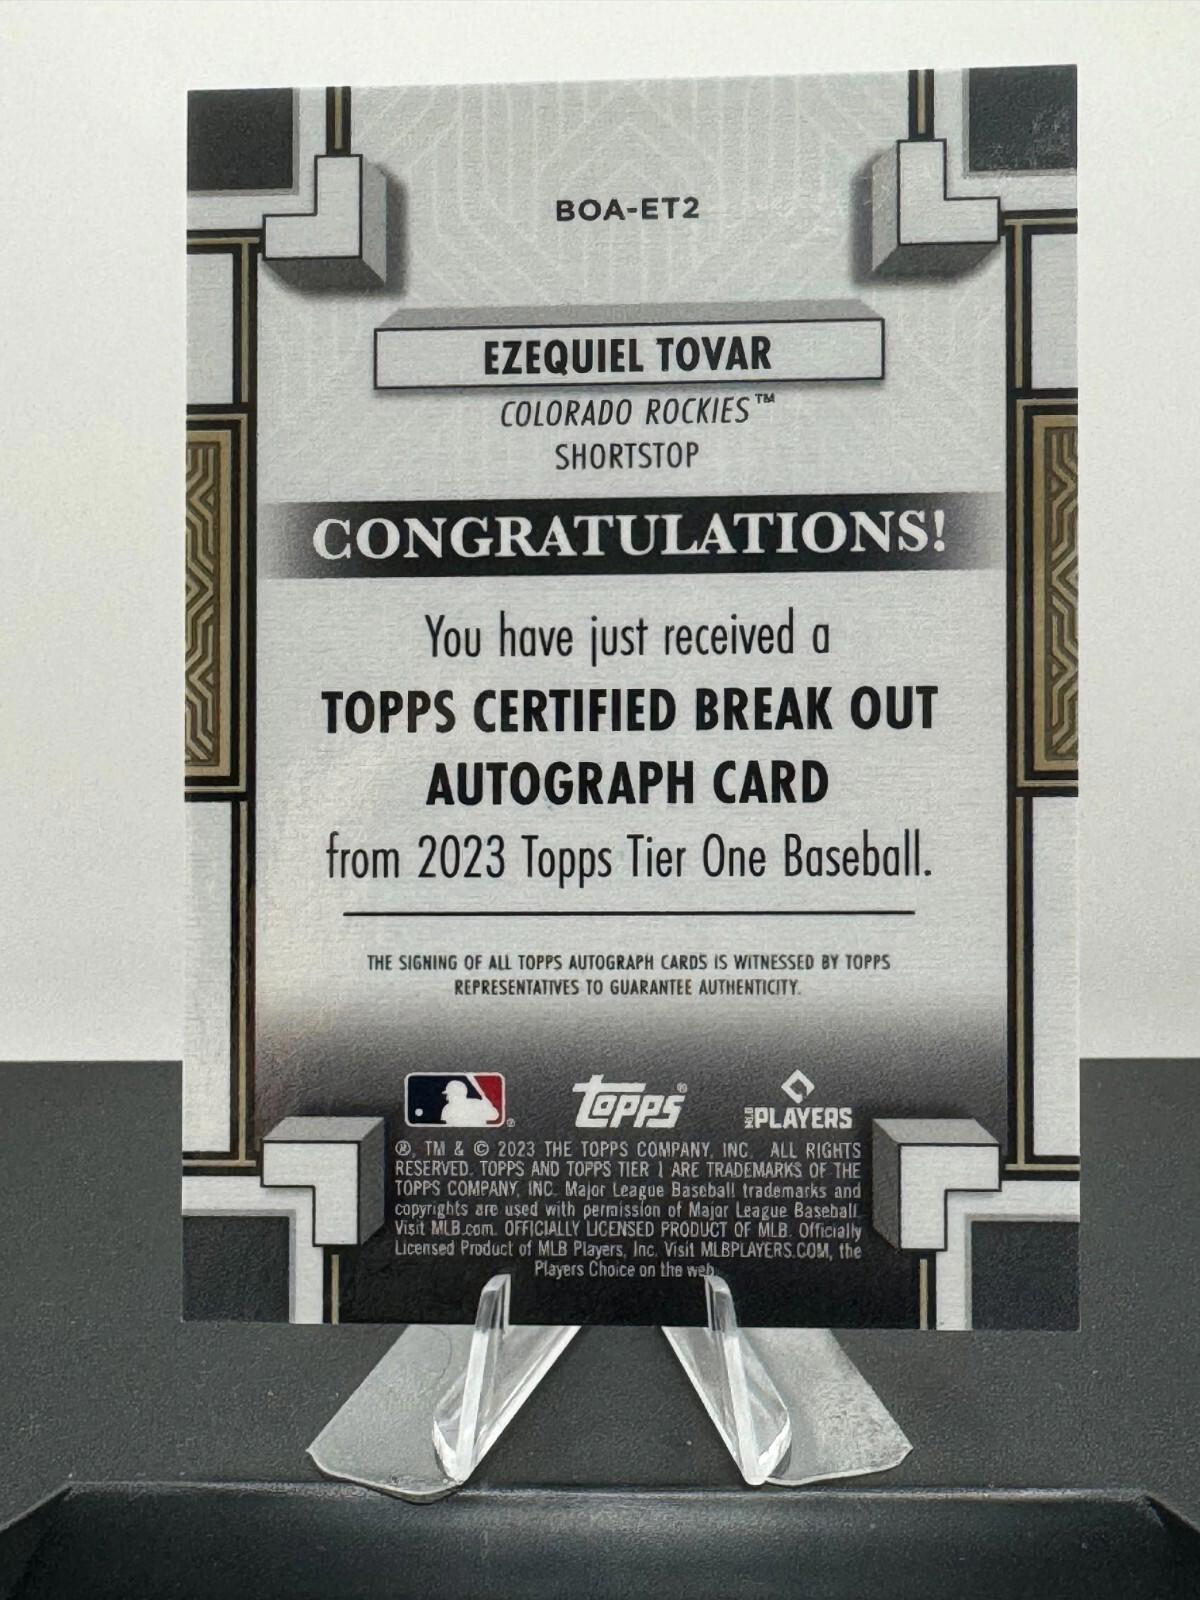 BOA-ET2
EZEQUIEL TOVAR
COLORADO ROCKIES™
SHORTSTOP
CONGRATULATIONS!
You have just received a
TOPPS CERTIFIED BREAK OUT
AUTOGRAPH CARD
from 2023 Topps Tier One Baseball.
THE SIGNING OF ALL TOPPS AUTOGRAPH CARDS IS WITNESSED BY TOPPS
REPRESENTATIVES TO GUARANTEE AUTHENTICITY.
® Topps® MLB PLAYERS
®, TM & © 2023 THE TOPPS COMPANY, INC. ALL RIGHTS
RESERVED. TOPPS AND TOPPS TIER 1 ARE TRADEMARKS OF THE
TOPPS COMPANY, INC. Major League Baseball trademarks and
copyrights are used with permission of Major League Baseball.
Visit MLB.com. OFFICIALLY LICENSED PRODUCT OF MLB. Officially
Licensed Product of MLB Players, Inc. Visit MLBPLAYERS.COM, the
Players Choice on the web.